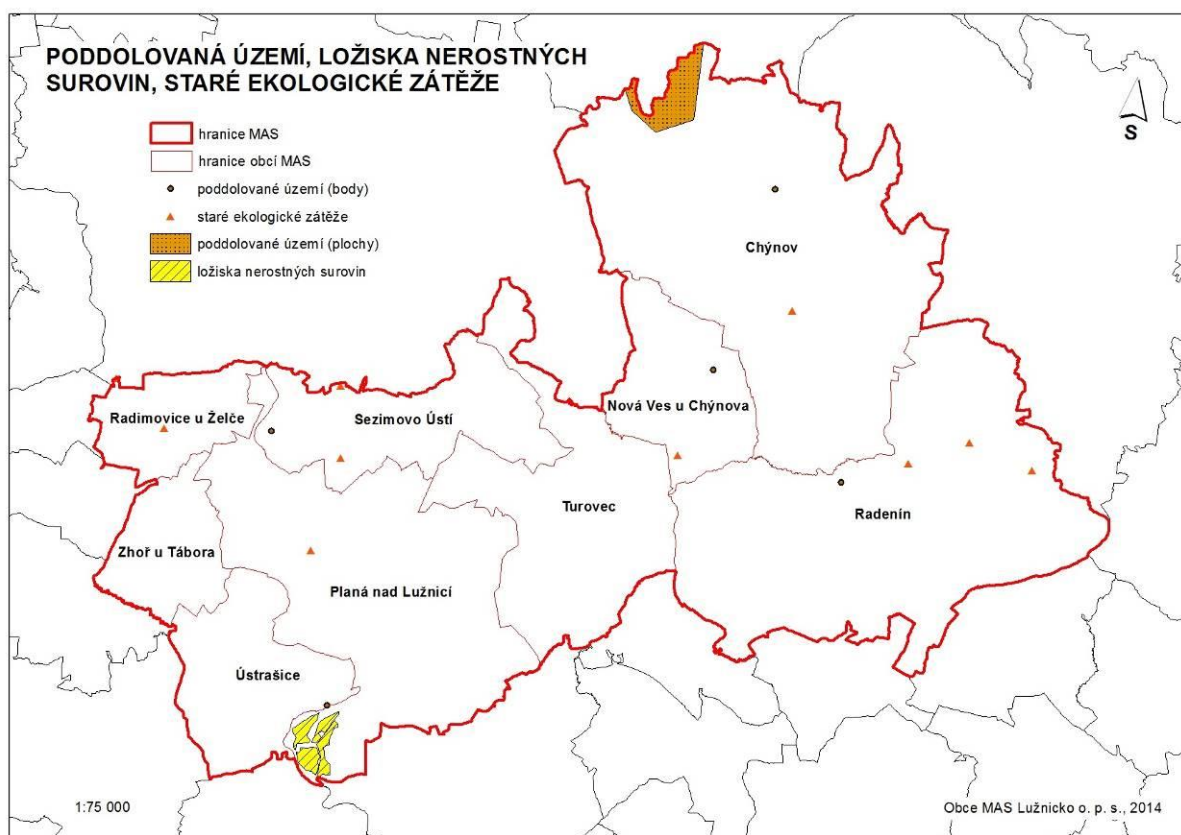 PODDOLOVANÁ ÚZEMÍ, LOŽISKA NEROSTNÝCH
SUROVIN, STARÉ EKOLOGICKÉ ZÁTĚŽE
hranice MAS
hranice obcí MAS
poddolované území (body)
staré ekologické zátěže
poddolované území (plochy)
ložiska nerostných surovin
S
Chýnov
Nová Ves u Chýnova
Radimovice u Želče
Sezimovo Ústí
Turovec
Radenín
Zhoř u Tábora
Planá nad Lužnicí
Ústrašice
1:75 000
Obce MAS Lužnicko o. p. s., 2014